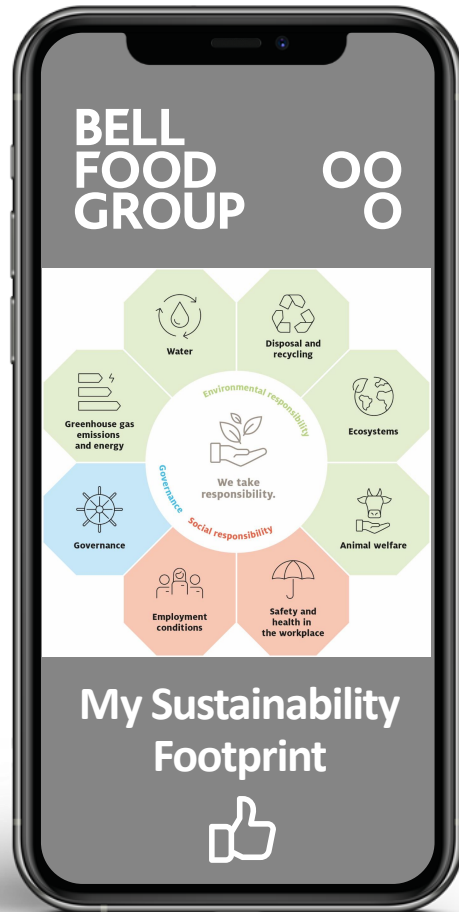 BELL
FOOD
GROUP
Water
Disposal and
recycling
Greenhouse gas
emissions
and energy
Environmental responsibility
Ecosystems
We take
responsibility.
Governance
Social responsibility
Governance
Animal welfare
Employment
conditions
Safety and
health in
the workplace
My Sustainability
Footprint